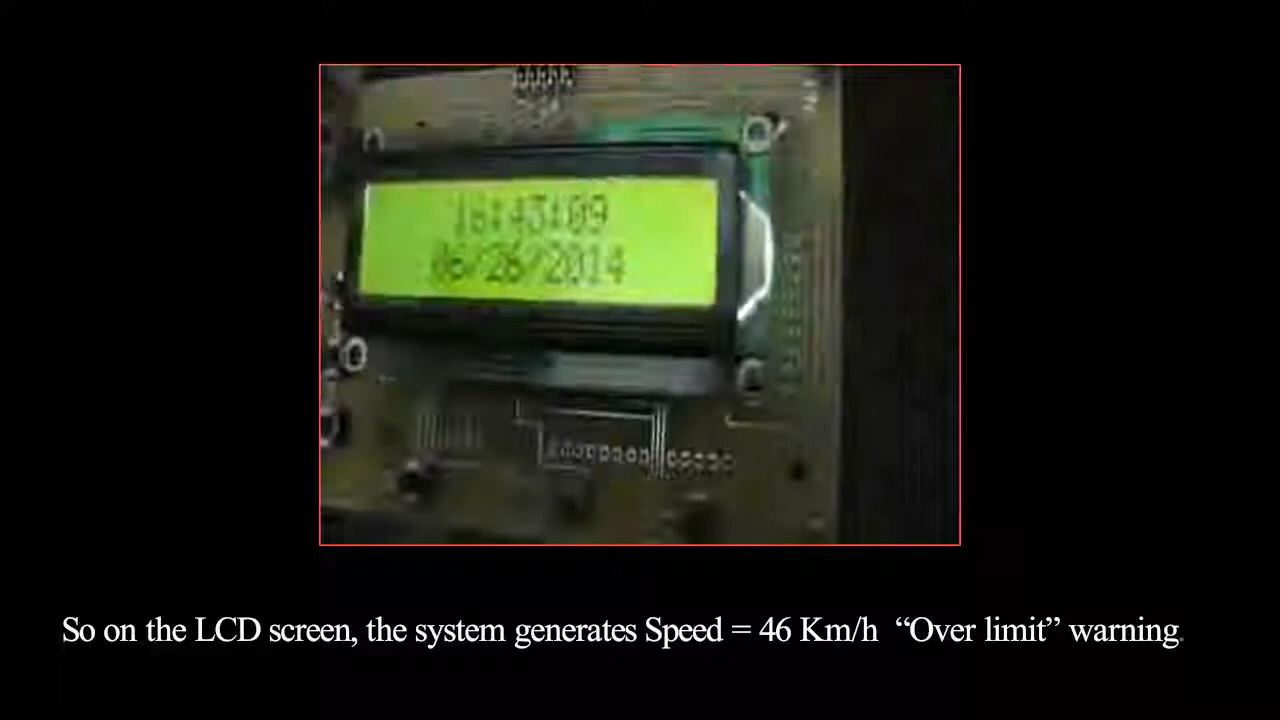 16:43:09
06/26/2014
So on the LCD screen, the system generates Speed = 46 Km/h “Over limit” warning.